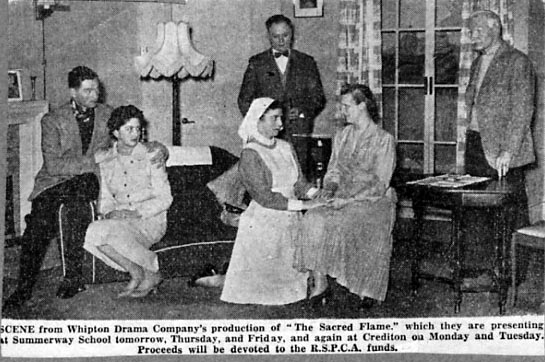 SCENE from Whipton Drama Company's production of "The Sacred Flame." which they are presenting
at Summerway School tomorrow, Thursday, and Friday, and again at Crediton on Monday and Tuesday.
Proceeds will be devoted to the R.S.P.C.A. funds.